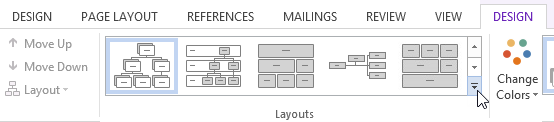 DESIGN PAGE LAYOUT REFERENCES MAILINGS REVIEW VIEW DESIGN
Move Up
Move Down
Layout
Change
Colors
Layouts